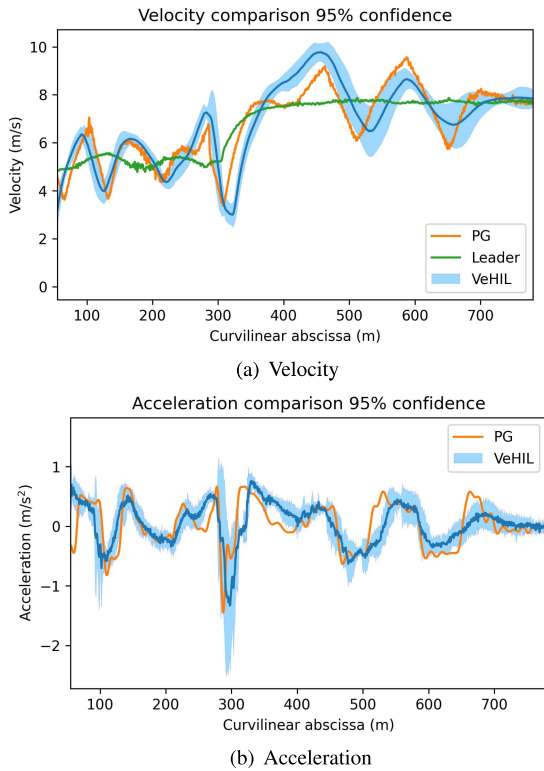 Velocity comparison 95% confidence
Velocity (m/s)
10
8
6
4
2
0
PG
Leader
VeHIL
100 200 300 400 500 600 700
Curvilinear abscissa (m)
(a) Velocity
Acceleration comparison 95% confidence
Acceleration (m/s²)
1
0
−1
−2
PG
VeHIL
100 200 300 400 500 600 700
Curvilinear abscissa (m)
(b) Acceleration